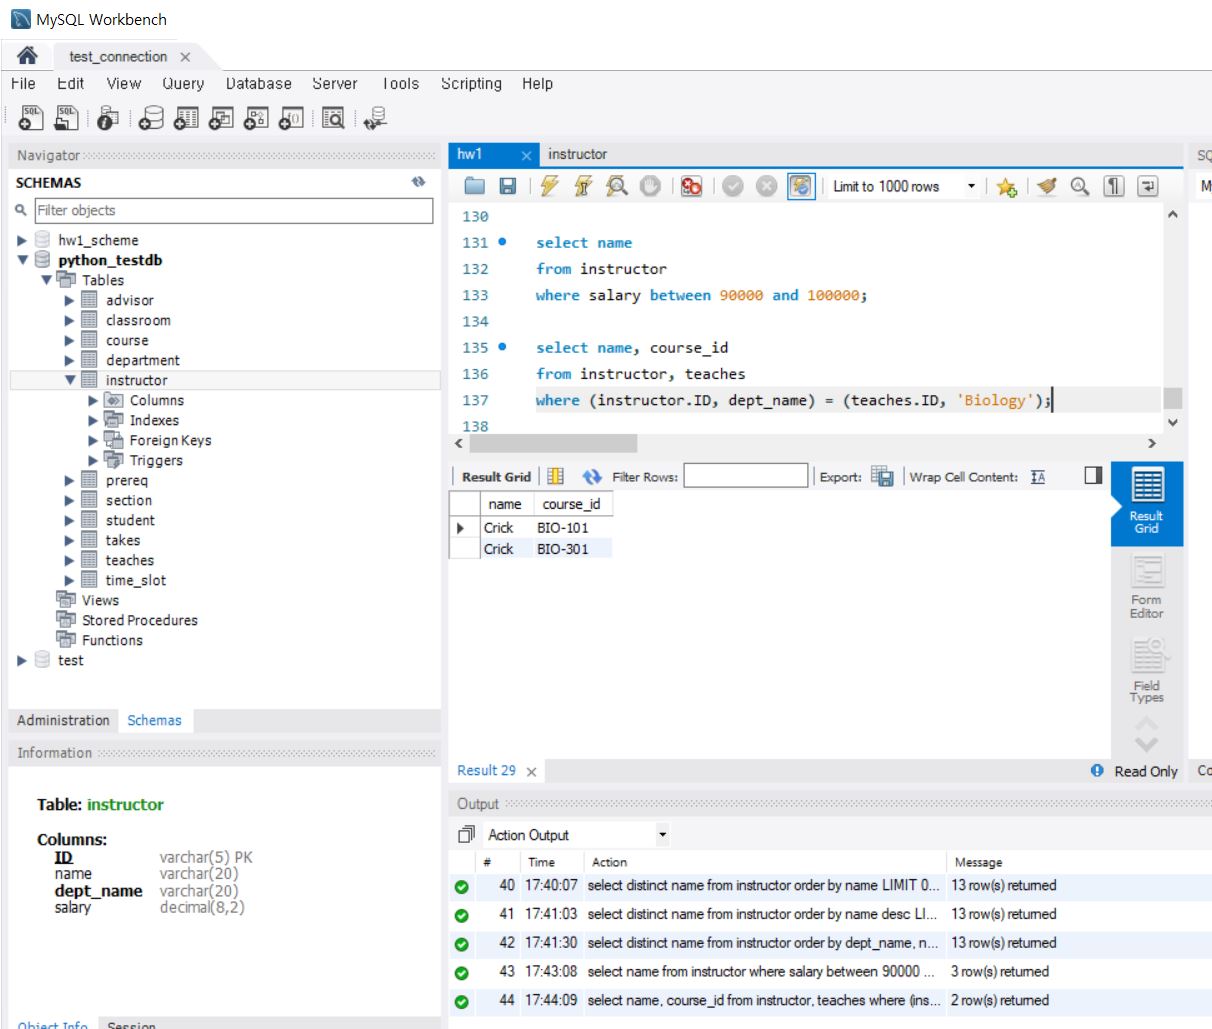 MySQL Workbench
test_connection
File Edit View Query Database Server Tools Scripting Help
Navigator
SCHEMAS
Filter objects
hw1_scheme
python_testdb
Tables
advisor
classroom
course
department
instructor
Columns
Indexes
Foreign Keys
Triggers
prereq
section
student
takes
teaches
time_slot
Views
Stored Procedures
Functions
test
Administration Schemas
Information
Table: instructor
Columns:
ID varchar(5) PK
name varchar(20)
dept_name varchar(20)
salary decimal(8,2)
Object Info Session
hw1 instructor
Limit to 1000 rows
130
131 select name
132 from instructor
133 where salary between 90000 and 100000;
134
135 select name, course_id
136 from instructor, teaches
137 where (instructor.ID, dept_name) = (teaches.ID, 'Biology');
138
Result Grid Filter Rows: Export: Wrap Cell Content:
name course_id
Crick BIO-101
Crick BIO-301
Result Grid
Form Editor
Field Types
Result 29 Read Only
Output
Action Output
# Time Action Message
40 17:40:07 select distinct name from instructor order by name LIMIT 0... 13 row(s) returned
41 17:41:03 select distinct name from instructor order by name desc LI... 13 row(s) returned
42 17:41:30 select distinct name from instructor order by dept_name, n... 13 row(s) returned
43 17:43:08 select name from instructor where salary between 90000 ... 3 row(s) returned
44 17:44:09 select name, course_id from instructor, teaches where (ins... 2 row(s) returned